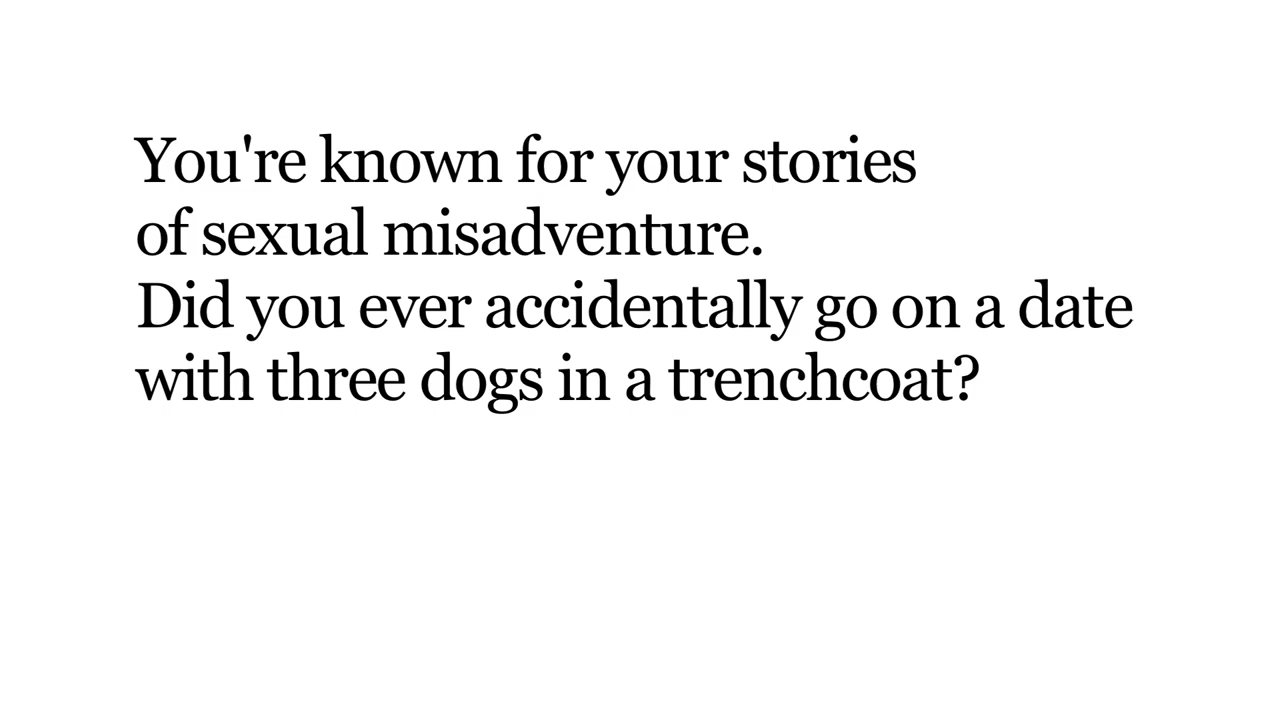 You're known for your stories
of sexual misadventure.
Did you ever accidentally go on a date
with three dogs in a trenchcoat?